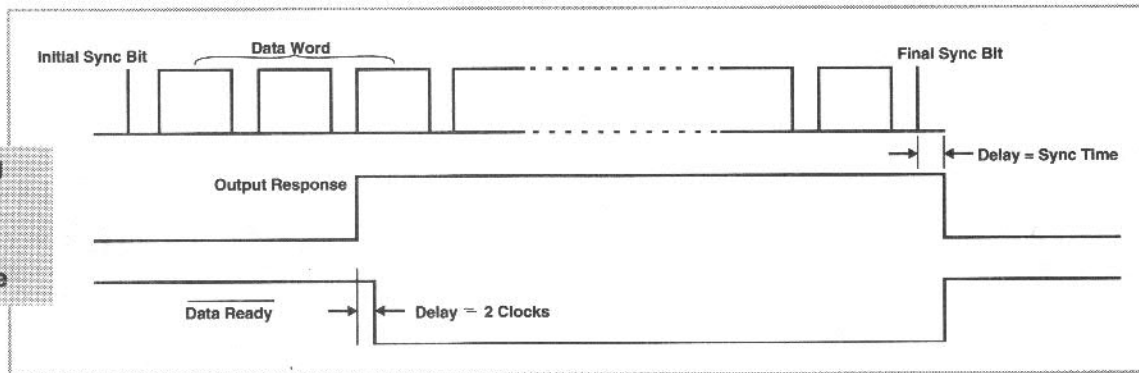 Initial Sync Bit
Data Word
Final Sync Bit
Delay = Sync Time
Output Response
Data Ready
Delay = 2 Clocks